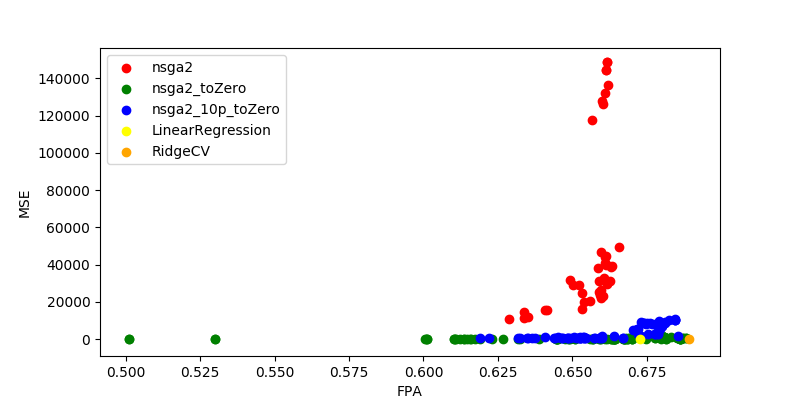 nsga2
nsga2_toZero
nsga2_10p_toZero
LinearRegression
RidgeCV
140000
120000
100000
80000
60000
40000
20000
0
MSE
0.500 0.525 0.550 0.575 0.600 0.625 0.650 0.675
FPA